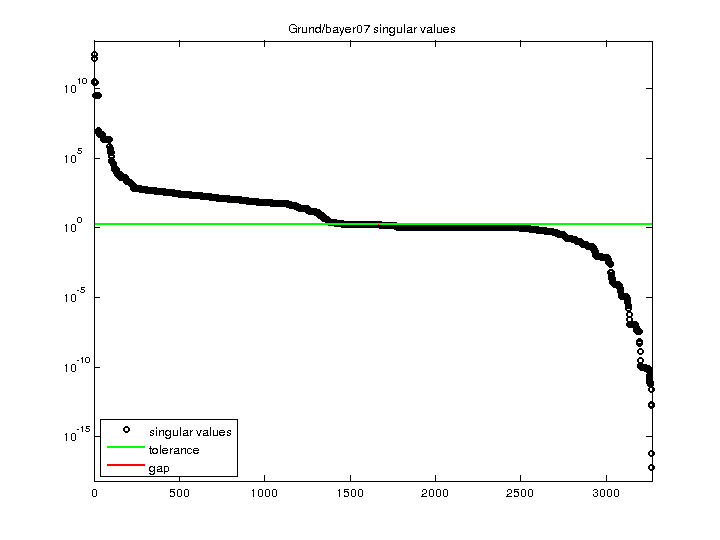 Grund/bayer07 singular values
10^10
10^5
10^0
10^-5
10^-10
10^-15
singular values
tolerance
gap
0 500 1000 1500 2000 2500 3000